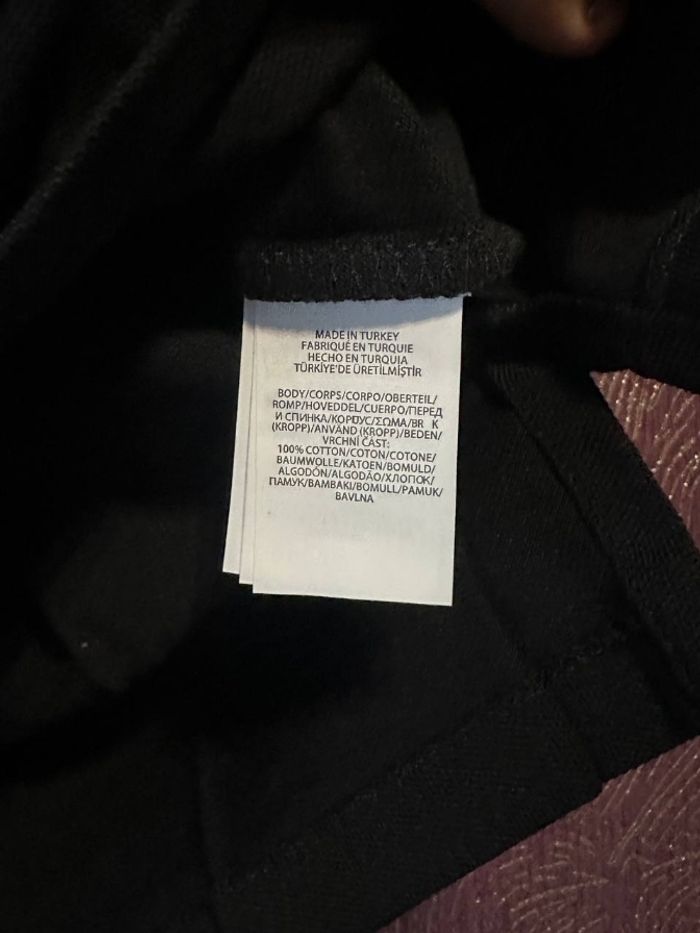 MADE IN TURKEY
FABRIQUÉ EN TURQUIE
HECHO EN TURQUIA
TÜRKİYE'DE ÜRETİLMİŞTİR
BODY/CORPS/CORPO/OBERTEIL/
ROMP/HOVEDDEL/CUERPO/ПЕРЕД
И СПИНКА/КОРПУС/ΣΩΜΑ/BR K
(KROPP)/ANVÄND (KROPP)/BEDEN/
VRCHNÍ ČÁST:
100% COTTON/COTON/COTONE/
BAUMWOLLE/KATOEN/BOMULD/
ALGODÓN/ALGODÃO/ХЛОПОК/
ПАМУК/BAMBAKI/BOMULL/PAMUK/
BAVLNA